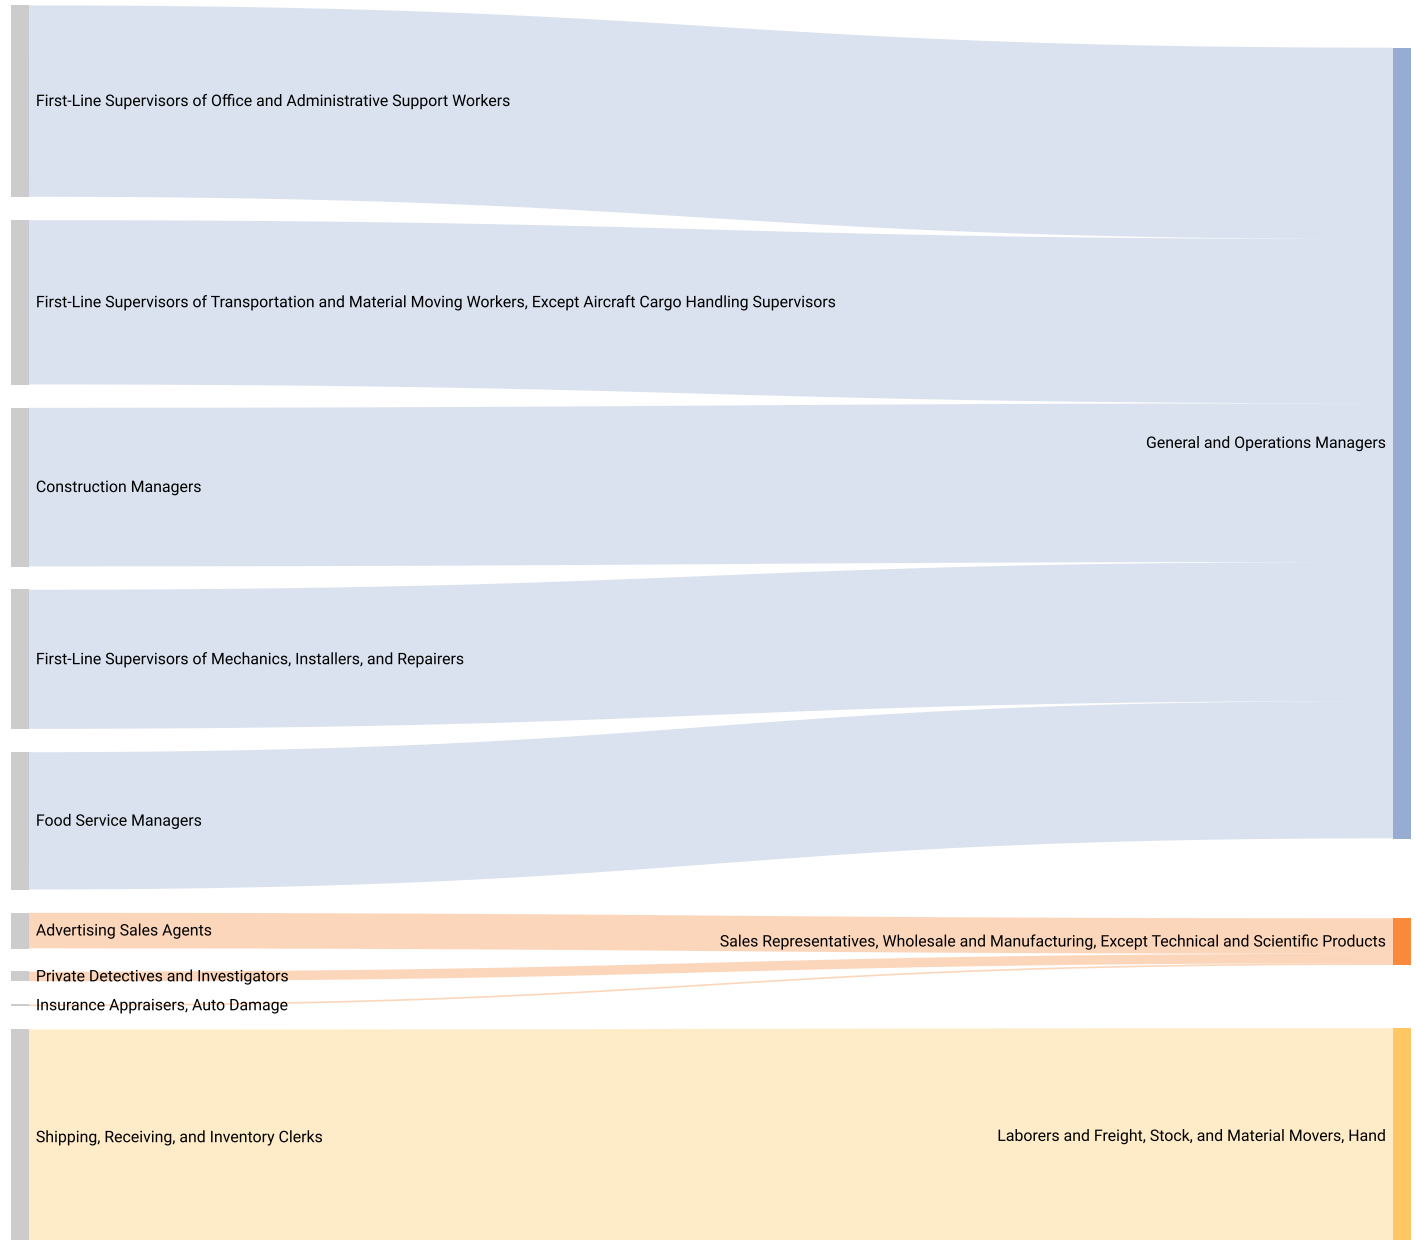 First-Line Supervisors of Office and Administrative Support Workers
First-Line Supervisors of Transportation and Material Moving Workers, Except Aircraft Cargo Handling Supervisors
General and Operations Managers
Construction Managers
First-Line Supervisors of Mechanics, Installers, and Repairers
Food Service Managers
Advertising Sales Agents
Sales Representatives, Wholesale and Manufacturing, Except Technical and Scientific Products
Private Detectives and Investigators
Insurance Appraisers, Auto Damage
Shipping, Receiving, and Inventory Clerks
Laborers and Freight, Stock, and Material Movers, Hand